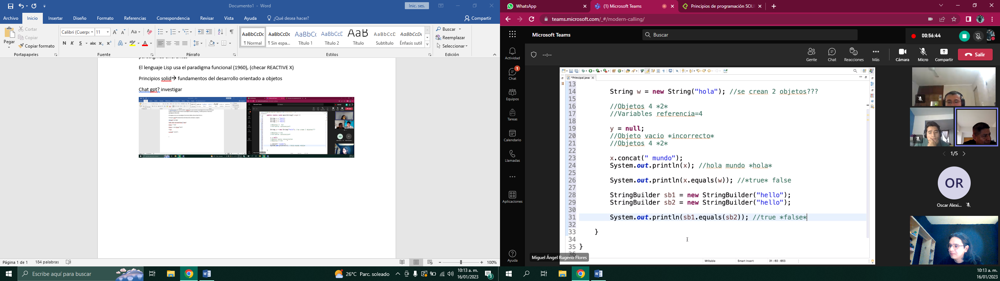 Documento1 - Word
Inic. ses.
Archivo Inicio Insertar Diseño Formato Referencias Correspondencia Revisar Vista Ayuda ¿Qué desea hacer? Compartir
Pegar
Cortar
Copiar
Copiar formato
Portapapeles
Calibri (Cuerpo 11
N K S abc x₂ x²
Fuente
Párrafo
AaBbCcDc AaBbCcDc AaBbCc AaBbCcD AaB AaBbCcD AaBbCcDc
¶ Normal ¶ Sin espa... Título 1 Título 2 Título Subtítulo Énfasis sutil
Estilos
Buscar
Reemplazar
Seleccionar
Edición
El lenguaje Lisp usa el paradigma funcional (1960), (checar REACTIVE X)
Principios solid→ fundamentos del desarrollo orientado a objetos
Chat gpt? investigar
Página 1 de 1 184 palabras
100%
Escribe aquí para buscar
26°C Parc. soleado
10:13 a. m.
16/01/2023
3
WhatsApp
(1) Microsoft Teams
Principios de programación SOLI
teams.microsoft.com/_#/modern-calling/
Microsoft Teams
Buscar
00:56:44
--:--
Gente Chat Reacciones Más Cámara Micro Compartir Salir
Actividad
1
Chat
Equipos
Tareas
Calendario
Llamadas
Aplicaciones
Ayuda
*Principal.java
13
14 String w = new String("hola"); //se crean 2 objetos???
15
16 //Objetos 4 *2*
17 //Variables referencia=4
18
19 y = null;
20 //Objeto vacio *incorrecto*
21 //Objetos 4 *2*
22
23 x.concat(" mundo");
24 System.out.println(x); //hola mundo *hola*
25
26 System.out.println(x.equals(w)); //*true* false
27
28 StringBuilder sb1 = new StringBuilder("hello");
29 StringBuilder sb2 = new StringBuilder("hello");
30
31 System.out.println(sb1.equals(sb2)); //true *false*
32
33 }
34
35 }
36
Miguel Ángel Rugerio Flores
Writable Smart Insert 31 : 60 : 653
1/5
OR
Oscar Alexi...
10:13 a. m.
16/01/2023